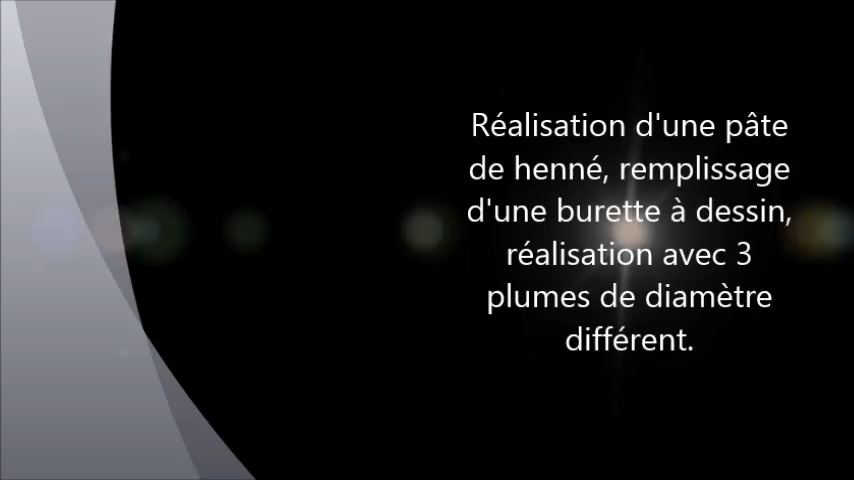 Réalisation d'une pâte
de henné, remplissage
d'une burette à dessin,
réalisation avec 3
plumes de diamètre
différent.